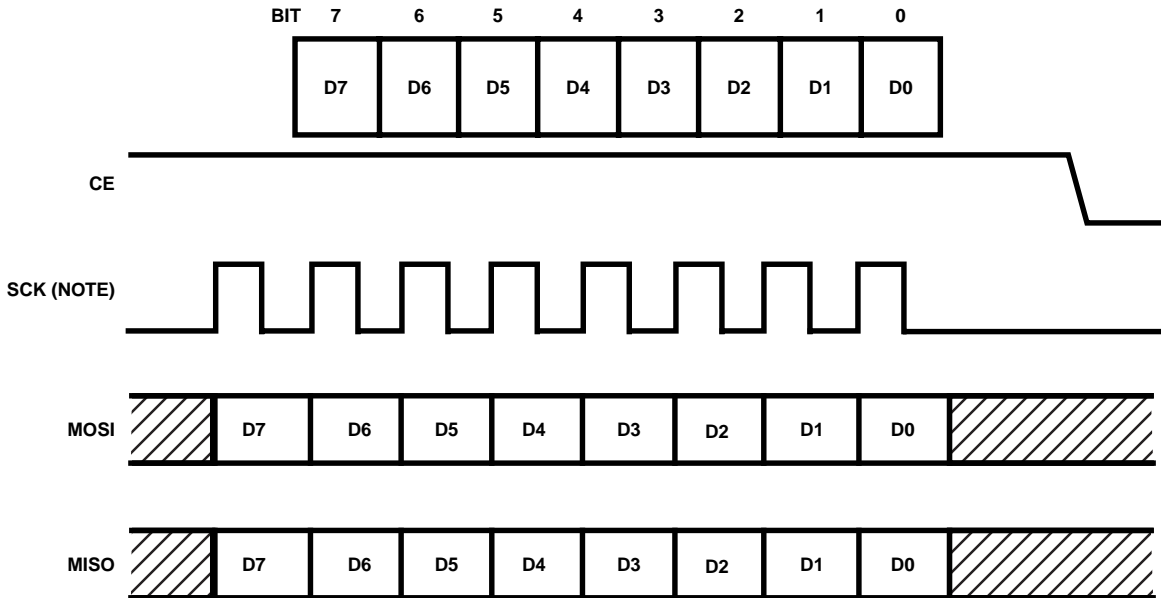 BIT 7 6 5 4 3 2 1 0
D7 D6 D5 D4 D3 D2 D1 D0
CE
SCK (NOTE)
MOSI D7 D6 D5 D4 D3 D2 D1 D0
MISO D7 D6 D5 D4 D3 D2 D1 D0